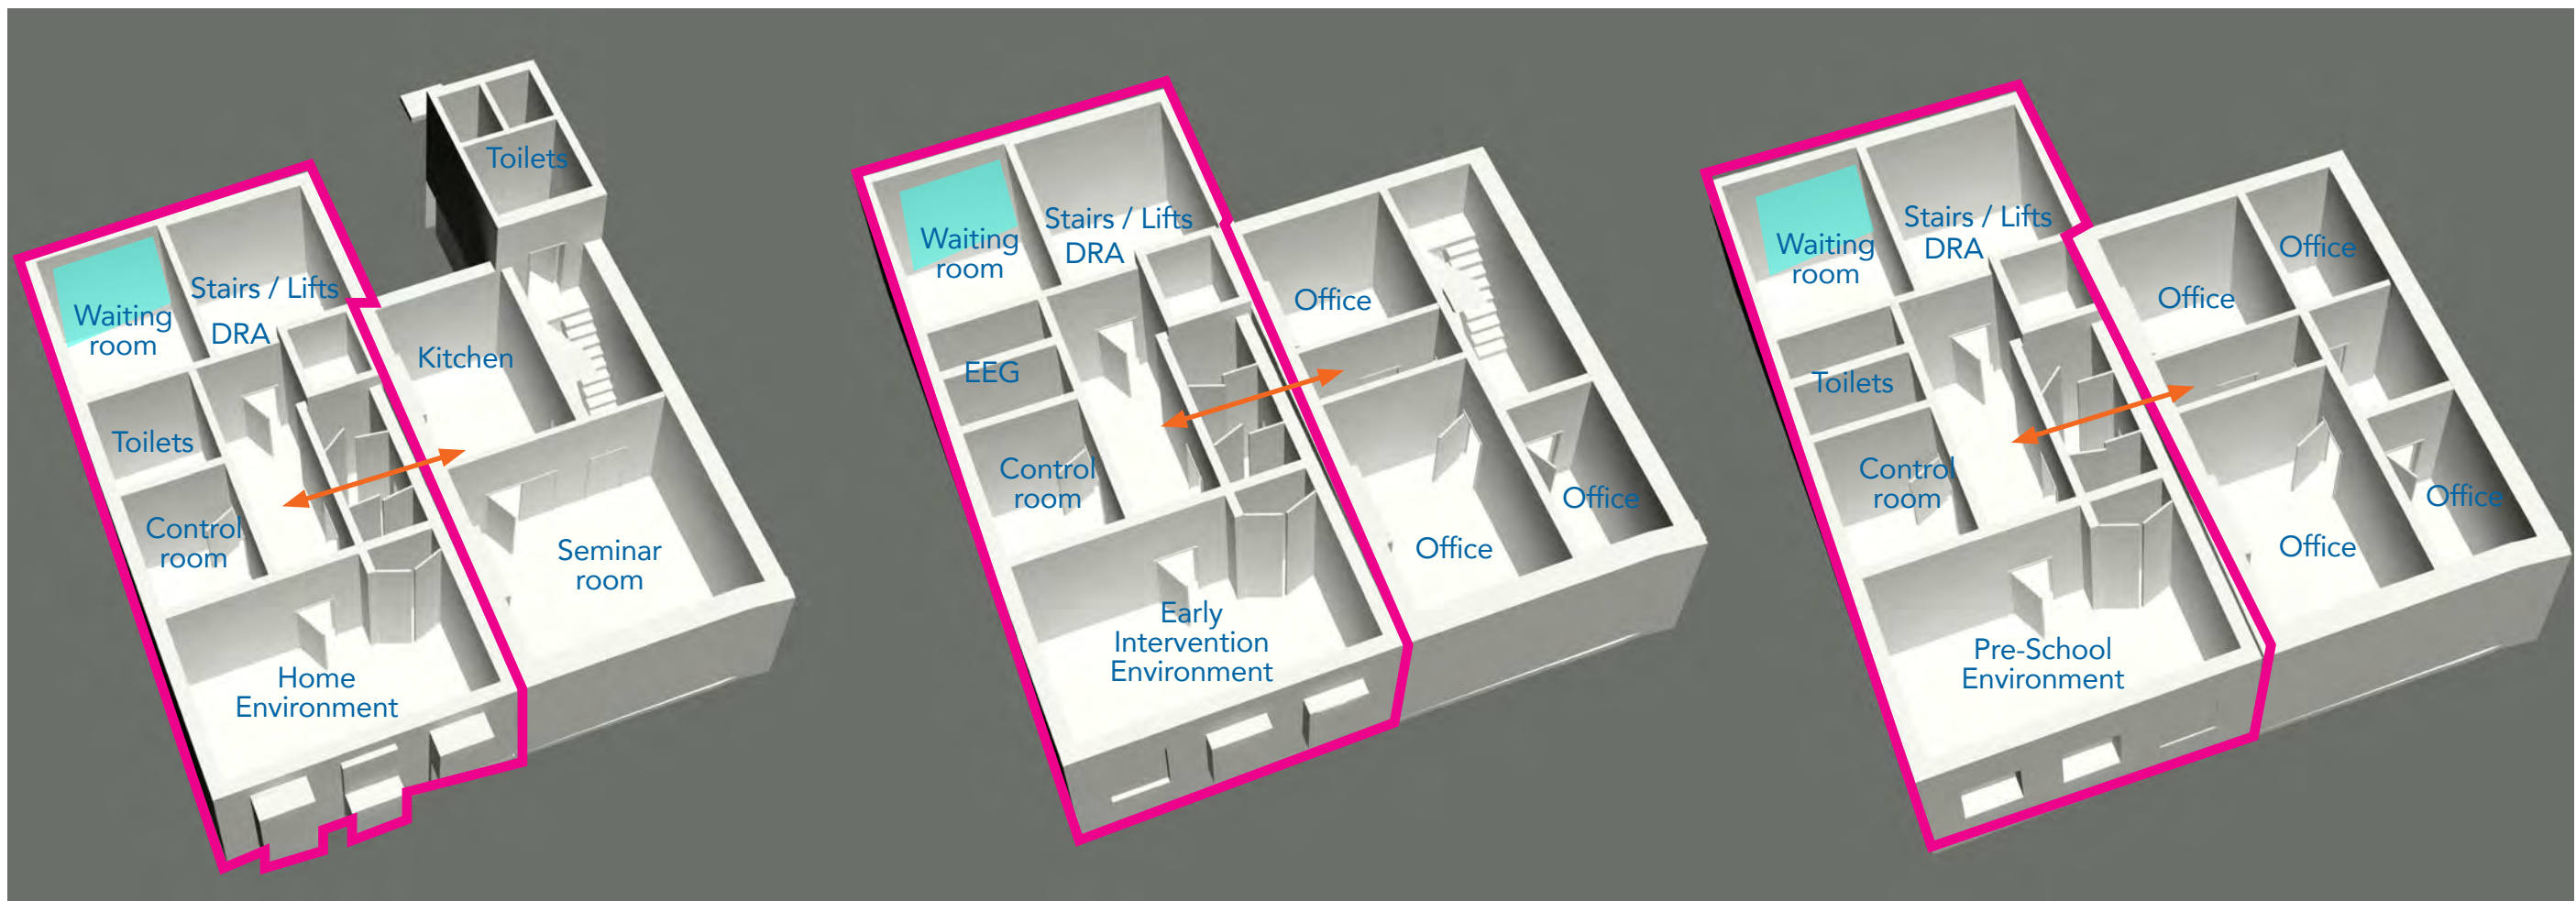 Toilets
Stairs / Lifts
DRA
Waiting
room
Kitchen
Toilets
Control
room
Seminar
room
Home
Environment
Waiting
room
Stairs / Lifts
DRA
Office
EEG
Control
room
Office
Office
Early
Intervention
Environment
Waiting
room
Stairs / Lifts
DRA
Office
Office
Toilets
Control
room
Office
Office
Pre-School
Environment